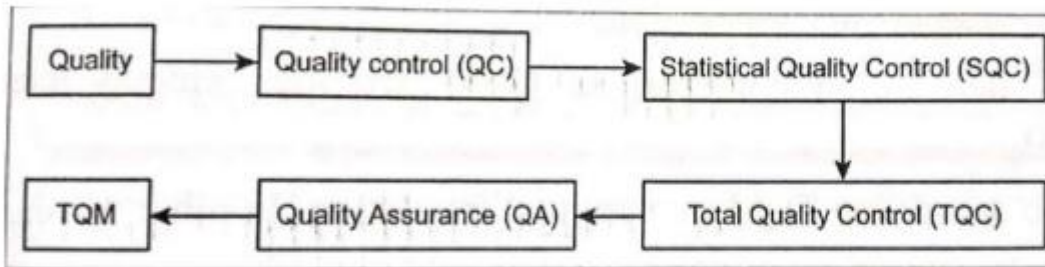 Quality
Quality control (QC)
Statistical Quality Control (SQC)
Total Quality Control (TQC)
Quality Assurance (QA)
TQM